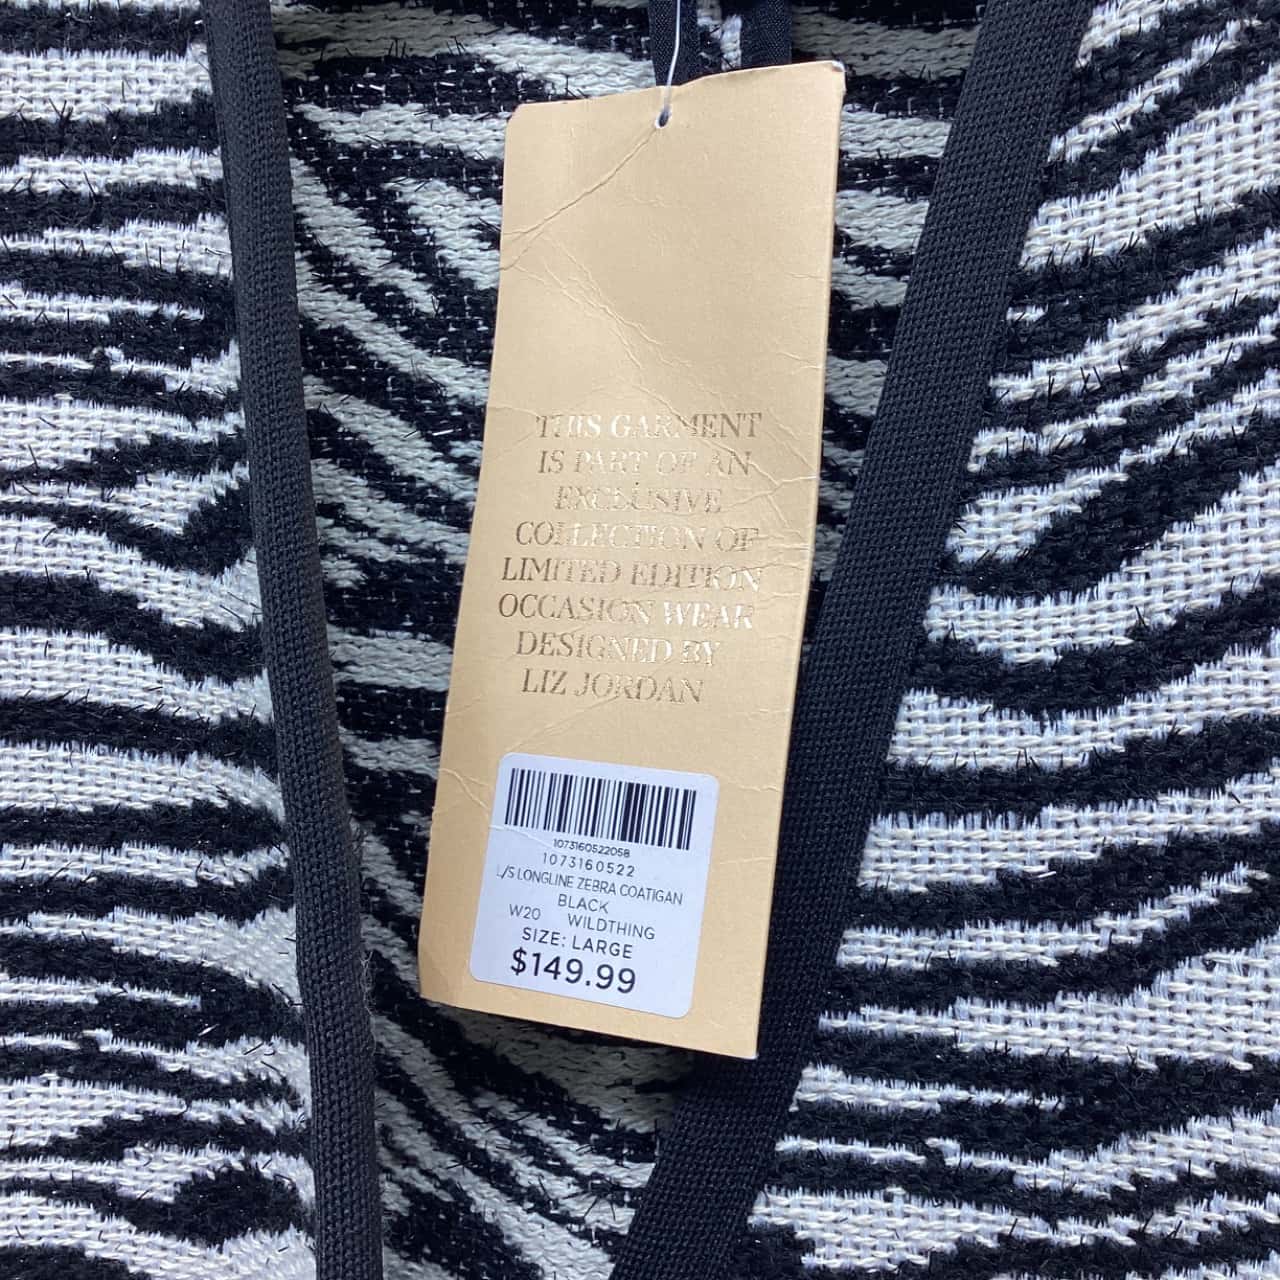 THIS GARMENT
IS PART OF AN
EXCLUSIVE
COLLECTION OF
LIMITED EDITION
OCCASION WEAR
DESIGNED BY
LIZ JORDAN
1073160522058
1073160522
L/S LONGLINE ZEBRA COATIGAN
BLACK
W20 WILDTHING
SIZE: LARGE
$149.99